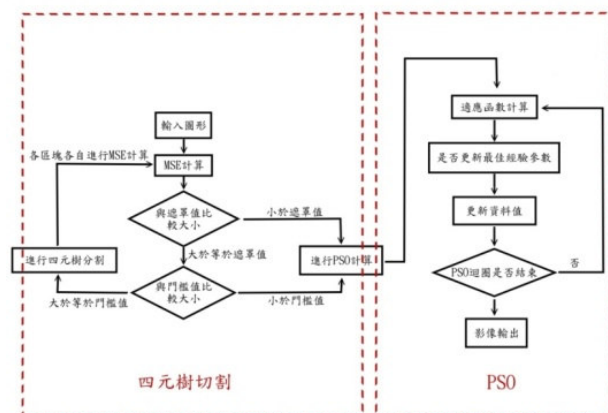 輸入圖形
各區塊各自進行MSE計算
MSE計算
與遮罩值比
較大小
小於遮罩值
大於等於遮罩值
進行四元樹分割
進行PSO計算
與門檻值比
較大小
大於等於門檻值
小於門檻值
四元樹切割
適應函數計算
是否更新最佳經驗參數
更新資料值
PSO迴圈是否結束
否
影像輸出
PSO